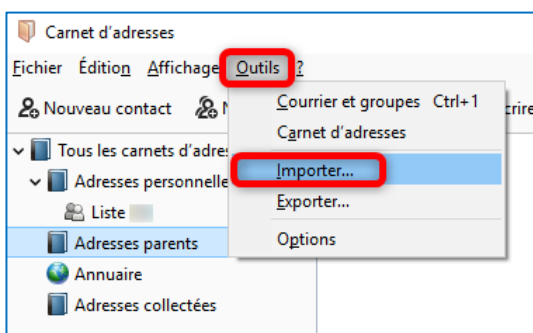 Carnet d'adresses
Fichier Édition Affichage Outils ?
Nouveau contact
Courrier et groupes Ctrl+1
Carnet d'adresses
Importer...
Exporter...
Options
Tous les carnets d'adre
Adresses personnelle
Liste
Adresses parents
Annuaire
Adresses collectées